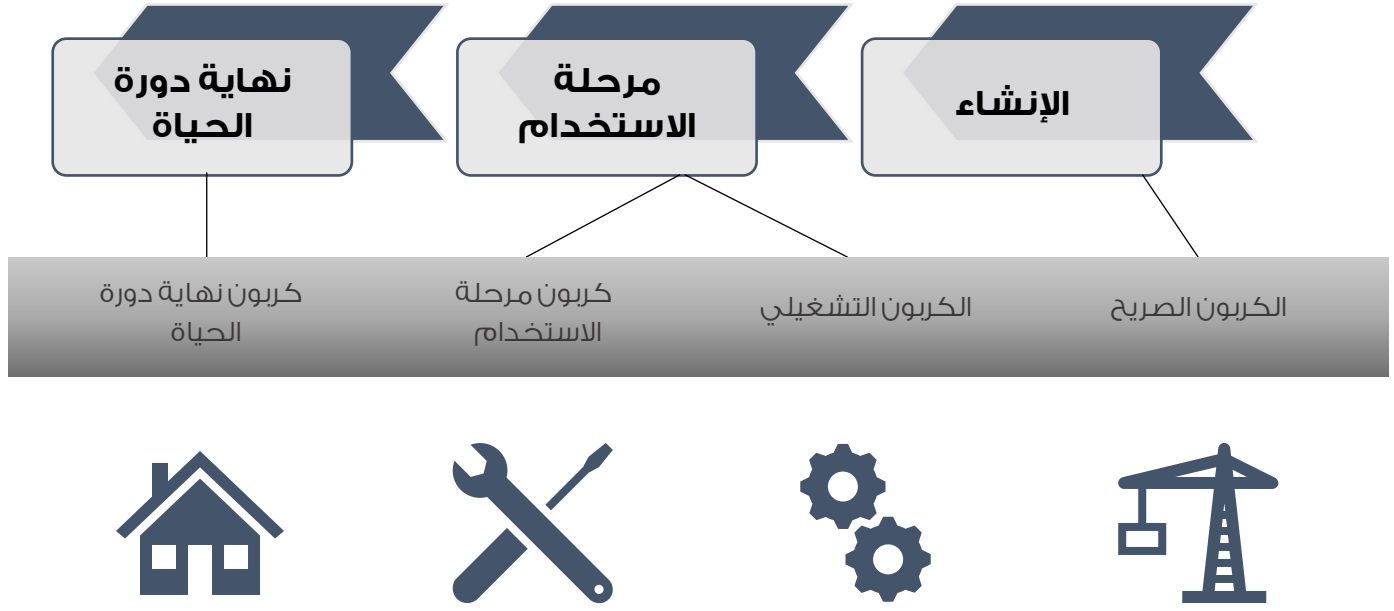 الإنشاء
مرحلة
الاستخدام
نهاية دورة
الحياة
الكربون الصريح
الكربون التشغيلي
كربون مرحلة
الاستخدام
كربون نهاية دورة
الحياة